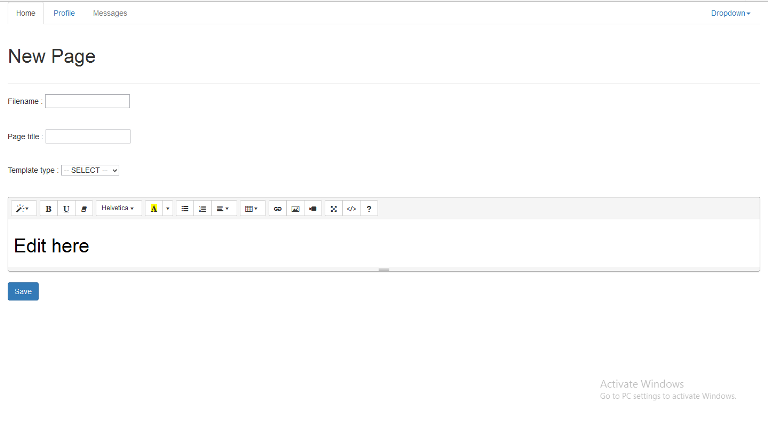 Home Profile Messages Dropdown
New Page
Filename :
Page title :
Template type : -- SELECT --
B U Helvetica A </> ?
Edit here
Save
Activate Windows
Go to PC settings to activate Windows.